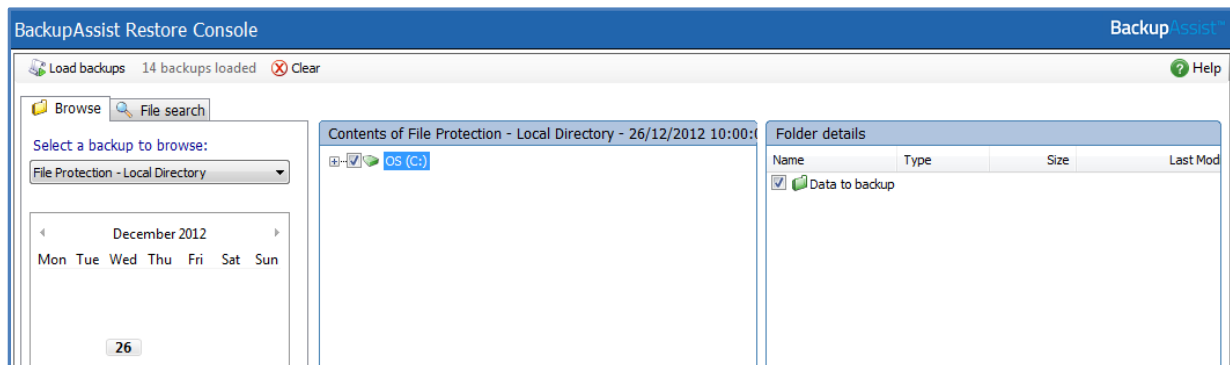 BackupAssist Restore Console
BackupAssist™
Load backups 14 backups loaded Clear
Help
Browse File search
Select a backup to browse:
File Protection - Local Directory
December 2012
Mon Tue Wed Thu Fri Sat Sun
26
Contents of File Protection - Local Directory - 26/12/2012 10:00:
OS (C:)
Folder details
Name Type Size Last Mod
Data to backup